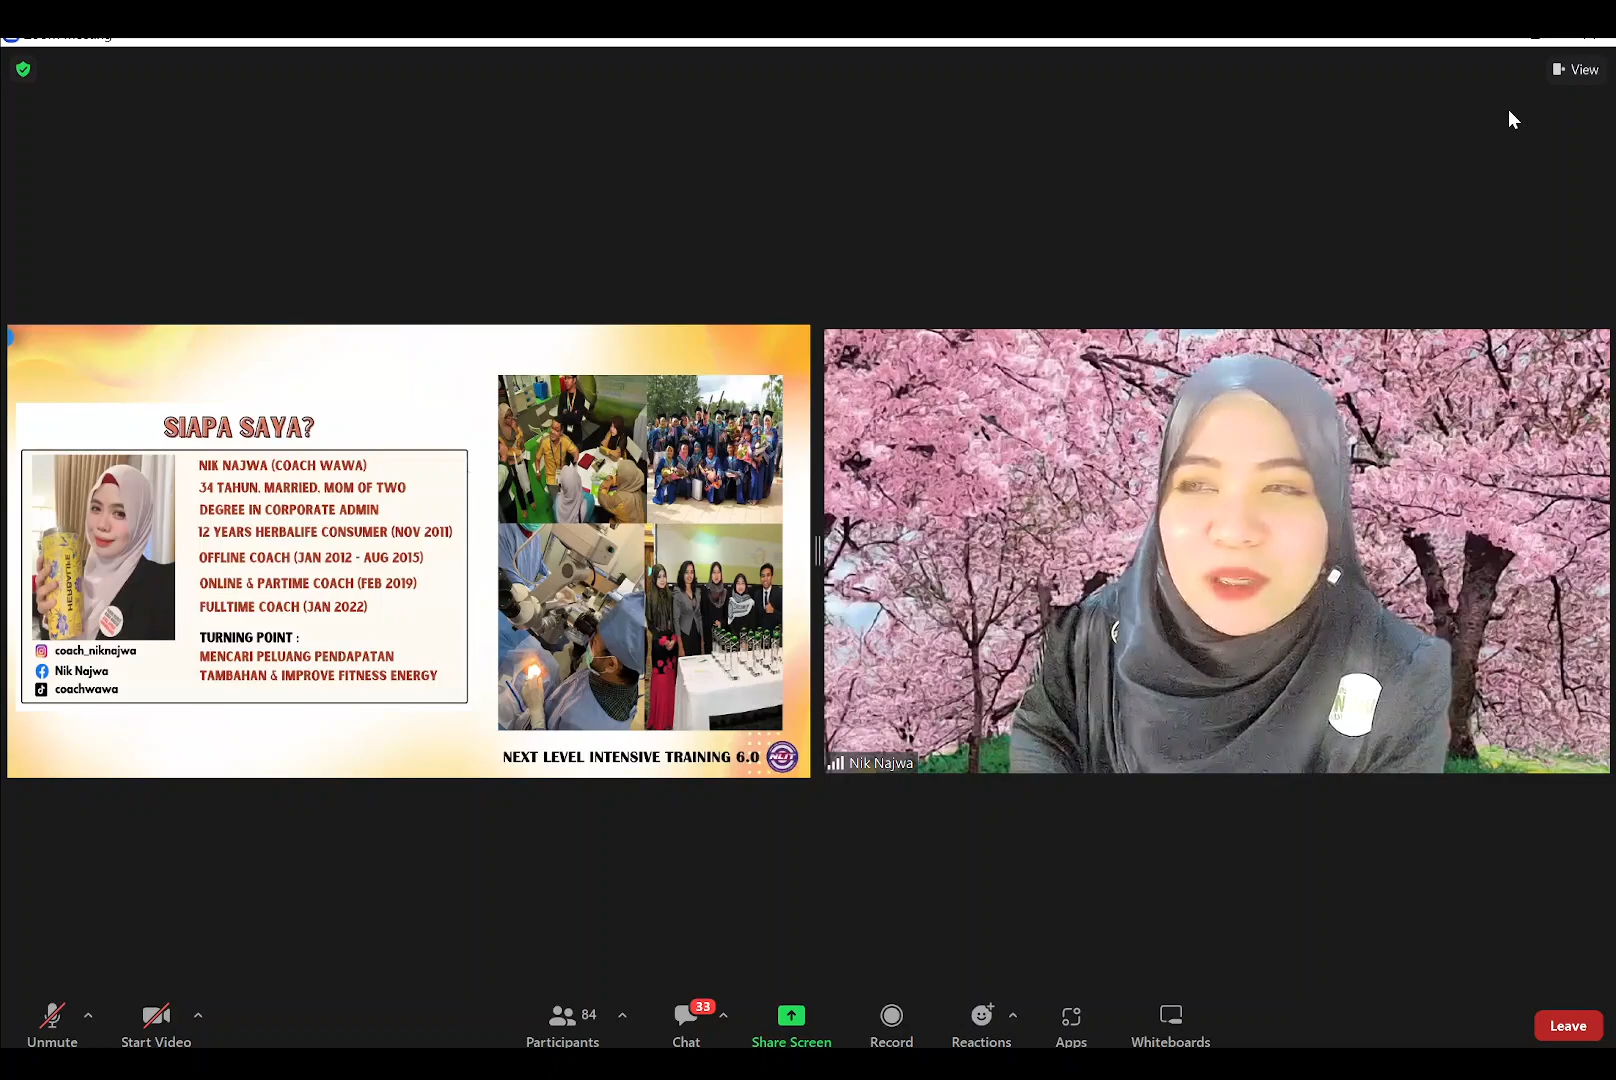 View
SIAPA SAYA?
NIK NAJWA (COACH WAWA)
34 TAHUN. MARRIED. MOM OF TWO
DEGREE IN CORPORATE ADMIN
12 YEARS HERBALIFE CONSUMER (NOV 2011)
OFFLINE COACH (JAN 2012 - AUG 2015)
ONLINE & PARTIME COACH (FEB 2019)
FULLTIME COACH (JAN 2022)
TURNING POINT :
MENCARI PELUANG PENDAPATAN
TAMBAHAN & IMPROVE FITNESS ENERGY
HERBALIFE
coach_niknajwa
Nik Najwa
coachwawa
NEXT LEVEL INTENSIVE TRAINING 6.0
NLIT
Nik Najwa
Unmute
Start Video
84
Participants
33
Chat
Share Screen
Record
Reactions
Apps
Whiteboards
Leave